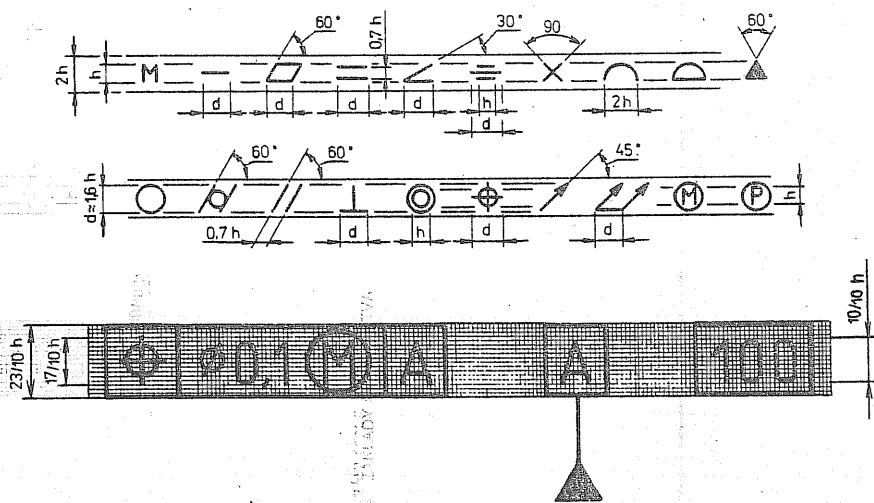 60° 0,7 h 30° 90 60°
2h h M
d d d d h 2h
d
60° 60° 45°
d≈1,6 h M P h
0,7 h d h d d
23/10 h 17/10 h ⌖ ⌀0,1 Ⓜ A A 100 10/10 h
ZÁKLADY